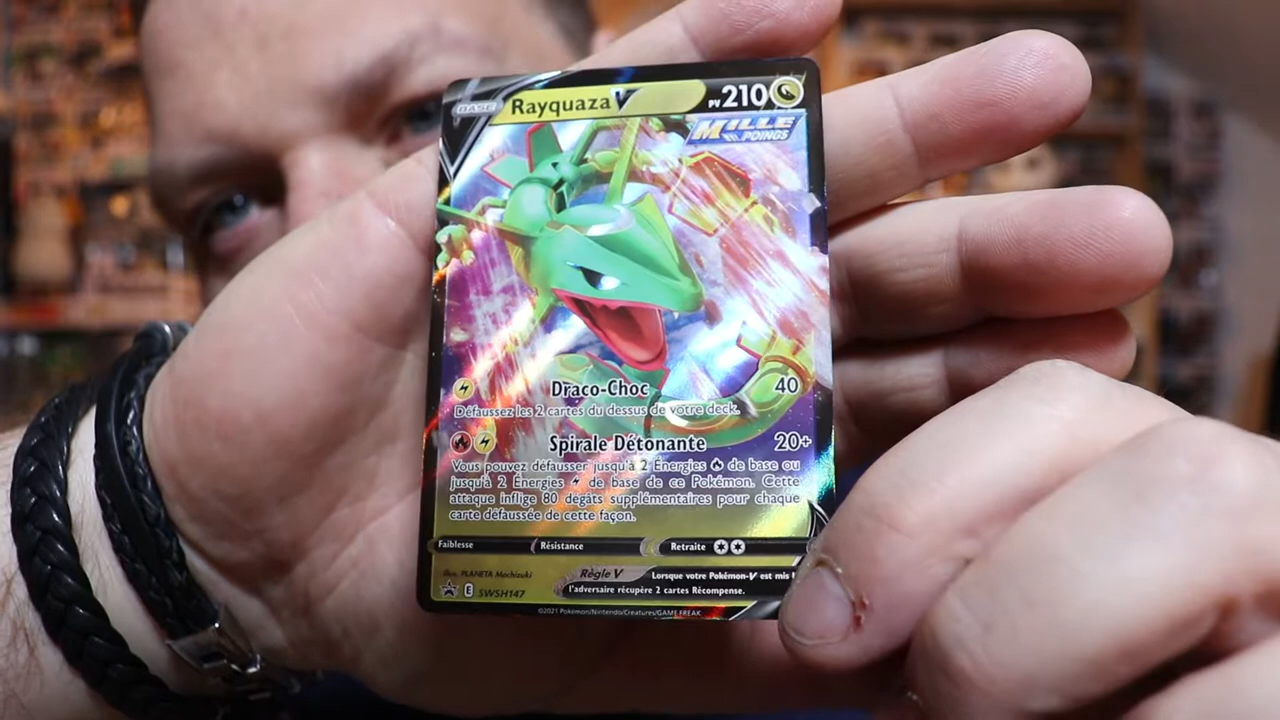 BASE Rayquaza V PV 210
MILLE POINGS
Draco-Choc 40
Défaussez les 2 cartes du dessus de votre deck.
Spirale Détonante 20+
Vous pouvez défausser jusqu'à 2 Énergies de base ou
jusqu'à 2 Énergies de base de ce Pokémon. Cette
attaque inflige 80 dégâts supplémentaires pour chaque
carte défaussée de cette façon.
Faiblesse Résistance Retraite
Illus. PLANETA Mochizuki Règle V Lorsque votre Pokémon-V est mis
l'adversaire récupère 2 cartes Récompense.
E SWSH147
©2021 Pokémon/Nintendo/Creatures/GAME FREAK